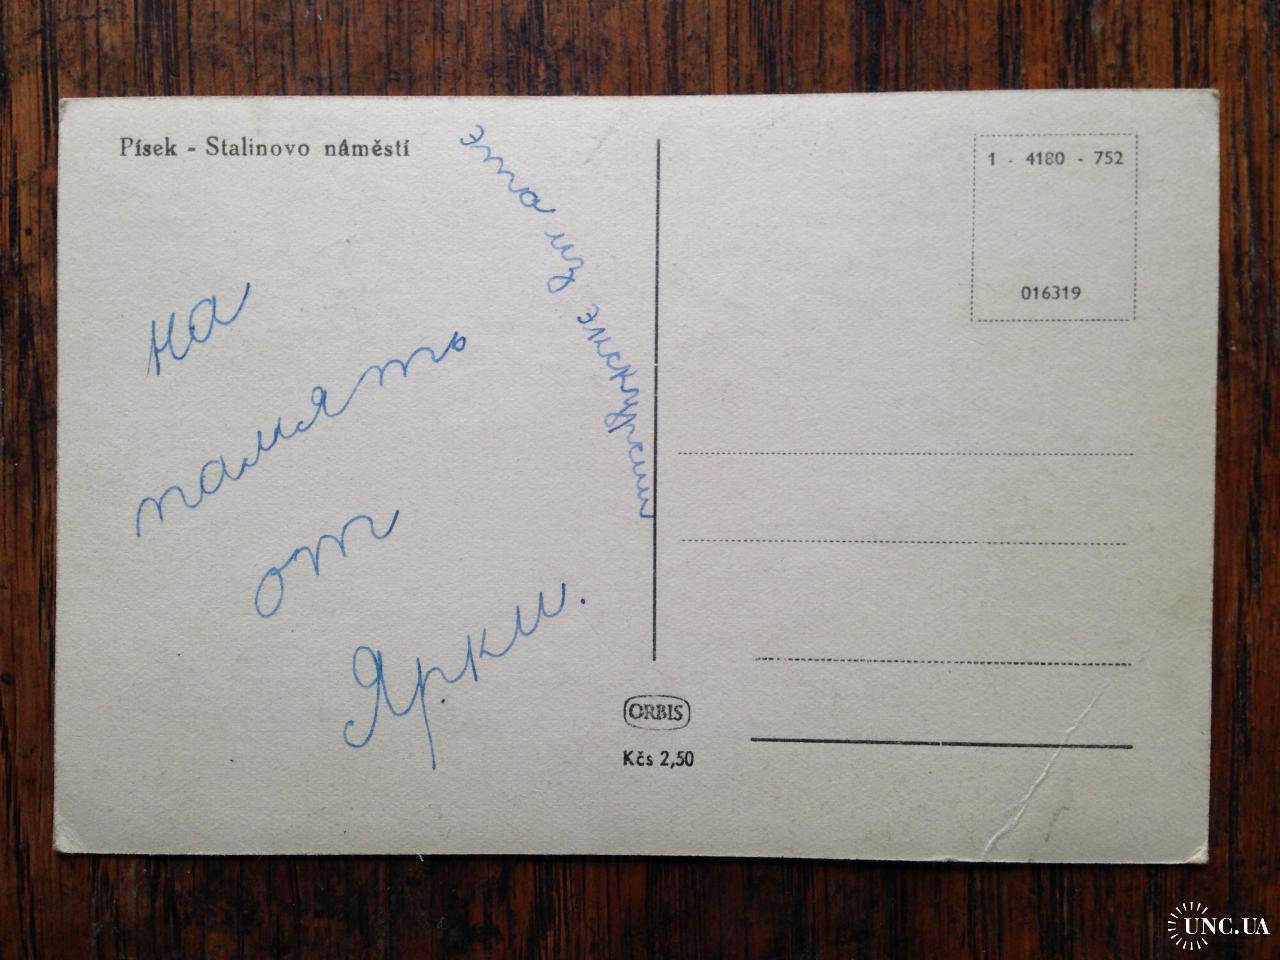 Písek - Stalinovo náměstí
на
память
от
Ярки.
это из экскурсии
1 - 4180 - 752
016319
ORBIS
Kčs 2,50
UNC.UA